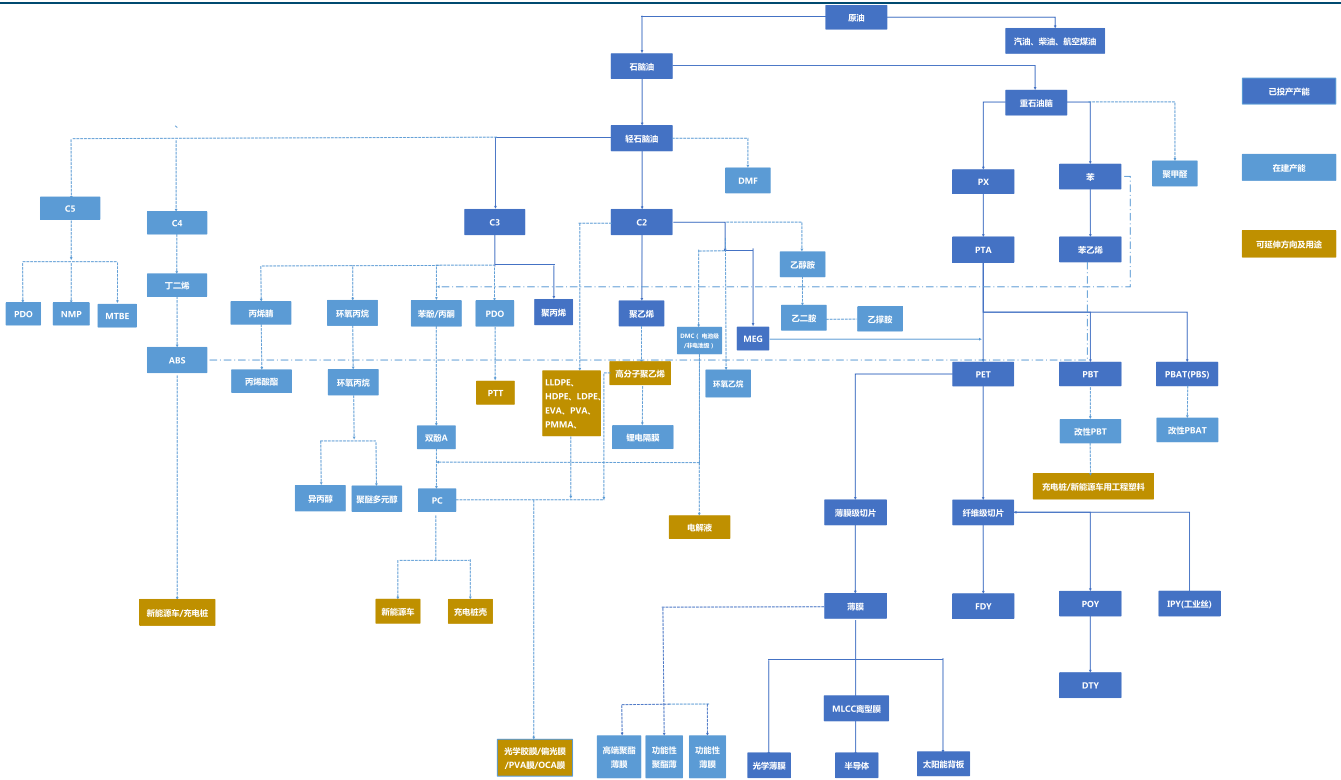 原油
汽油、柴油、航空煤油
石脑油
已投产产能
重石油脑
轻石脑油
DMF
PX
苯
聚甲醛
在建产能
C5
C4
C3
C2
PTA
苯乙烯
可延伸方向及用途
乙醇胺
丁二烯
PDO
NMP
MTBE
丙烯腈
环氧丙烷
苯酚/丙酮
PDO
聚丙烯
聚乙烯
乙二胺
乙撑胺
DMC（电池级
/非电池级）
MEG
ABS
丙烯酸酯
环氧丙烷
PTT
LLDPE、
HDPE、LDPE、
EVA、PVA、
PMMA、
高分子聚乙烯
环氧乙烷
PET
PBT
PBAT(PBS)
双酚A
锂电隔膜
改性PBT
改性PBAT
异丙醇
聚醚多元醇
PC
充电桩/新能源车用工程塑料
电解液
薄膜级切片
纤维级切片
新能源车/充电桩
新能源车
充电桩壳
薄膜
FDY
POY
IPY(工业丝)
DTY
MLCC离型膜
光学胶膜/偏光膜
/PVA膜/OCA膜
高端聚酯
薄膜
功能性
聚酯薄
功能性
薄膜
光学薄膜
半导体
太阳能背板